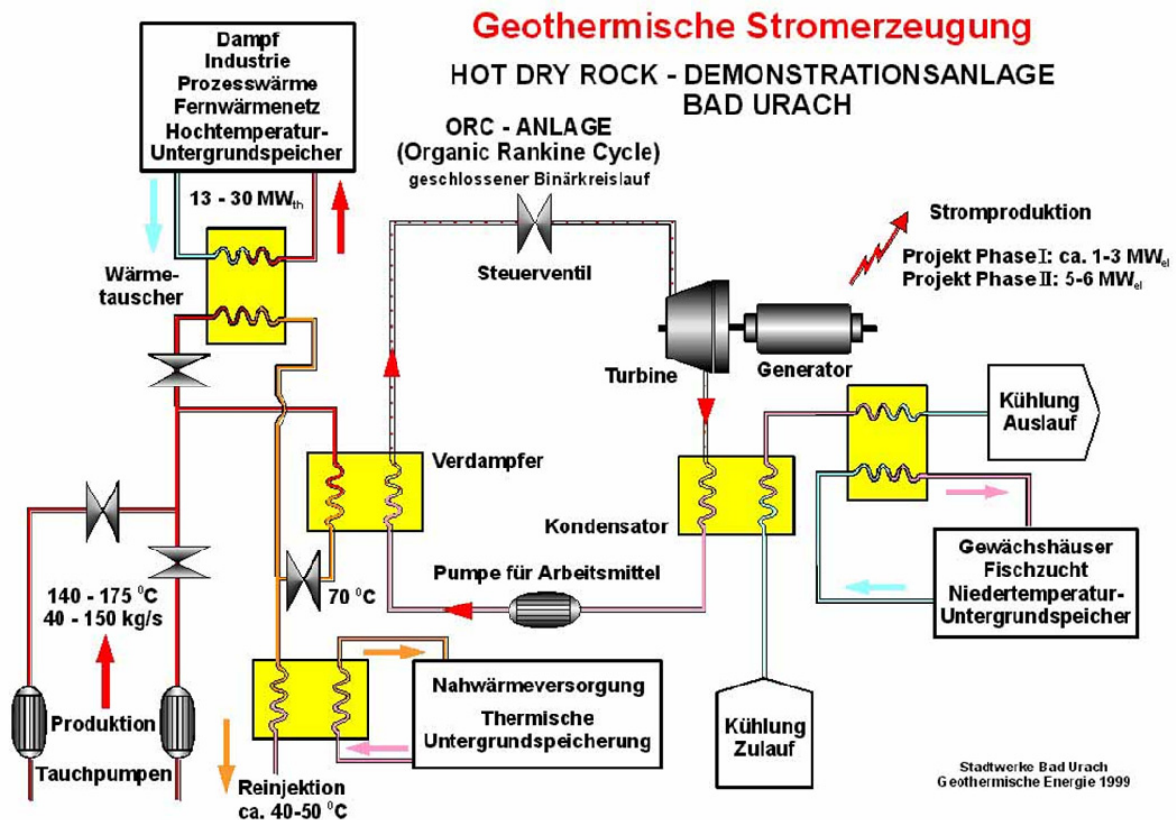 Geothermische Stromerzeugung
HOT DRY ROCK - DEMONSTRATIONSANLAGE
BAD URACH
Dampf
Industrie
Prozesswärme
Fernwärmenetz
Hochtemperatur-
Untergrundspeicher
13 - 30 MWth
Wärme-
tauscher
ORC - ANLAGE
(Organic Rankine Cycle)
geschlossener Binärkreislauf
Steuerventil
Stromproduktion
Projekt Phase I: ca. 1-3 MWel
Projekt Phase II: 5-6 MWel
Turbine
Generator
Kühlung
Auslauf
Verdampfer
Kondensator
Gewächshäuser
Fischzucht
Niedertemperatur-
Untergrundspeicher
140 - 175 °C
40 - 150 kg/s
70 °C
Pumpe für Arbeitsmittel
Produktion
Tauchpumpen
Nahwärmeversorgung
Thermische
Untergrundspeicherung
Kühlung
Zulauf
Reinjektion
ca. 40-50 °C
Stadtwerke Bad Urach
Geothermische Energie 1999